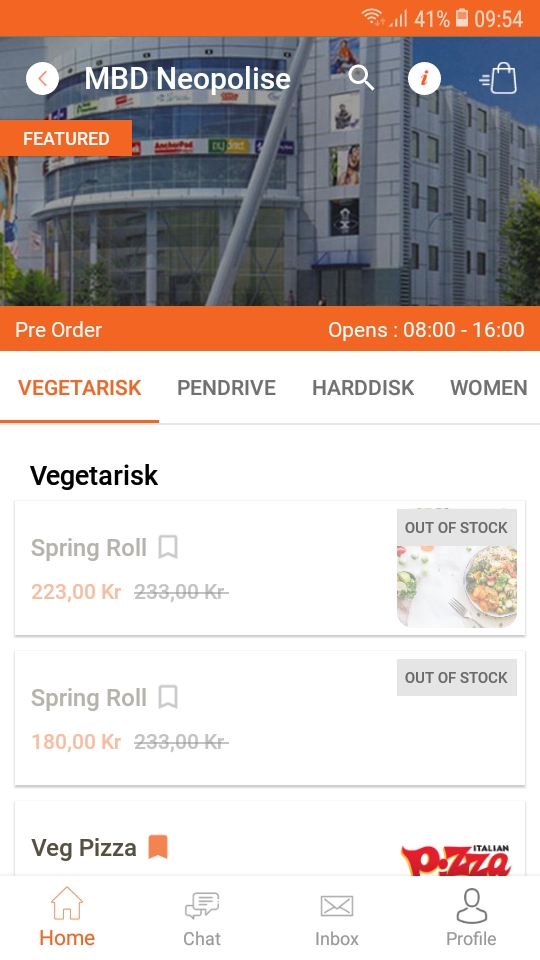 41% 09:54
MBD Neopolise
FEATURED
Pre Order
Opens : 08:00 - 16:00
VEGETARISK PENDRIVE HARDDISK WOMEN
Vegetarisk
OUT OF STOCK
Spring Roll
223,00 Kr 233,00 Kr
OUT OF STOCK
Spring Roll
180,00 Kr 233,00 Kr
Veg Pizza
ITALIAN
Pizza
Home Chat Inbox Profile